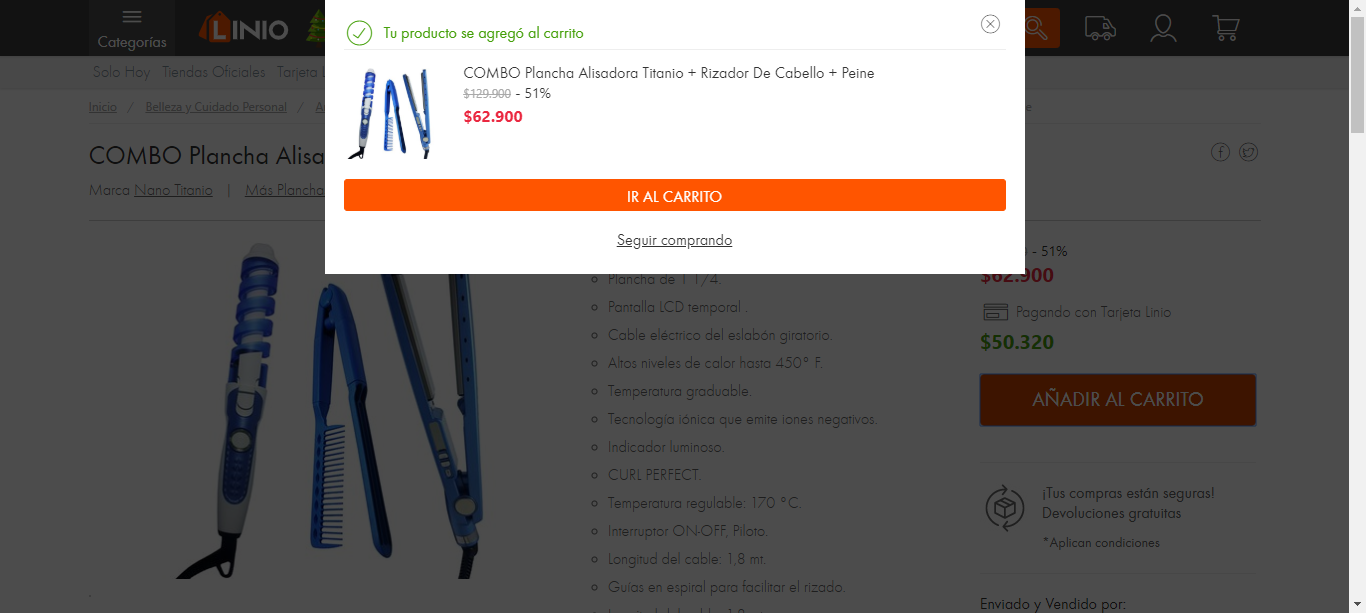 Tu producto se agregó al carrito
COMBO Plancha Alisadora Titanio + Rizador De Cabello + Peine
$129.900 - 51%
$62.900
IR AL CARRITO
Seguir comprando
Categorías
LINIO
Solo Hoy Tiendas Oficiales Tarjeta
Inicio / Belleza y Cuidado Personal /
COMBO Plancha Alisa
Marca Nano Titanio | Más Plancha
- 51%
$62.900
Pagando con Tarjeta Linio
$50.320
AÑADIR AL CARRITO
¡Tus compras están seguras!
Devoluciones gratuitas
*Aplican condiciones
Enviado y Vendido por:
Plancha de 1 1/4.
Pantalla LCD temporal .
Cable eléctrico del eslabón giratorio.
Altos niveles de calor hasta 450° F.
Temperatura graduable.
Tecnología iónica que emite iones negativos.
Indicador luminoso.
CURL PERFECT.
Temperatura regulable: 170 °C.
Interruptor ON-OFF, Piloto.
Longitud del cable: 1,8 mt.
Guías en espiral para facilitar el rizado.